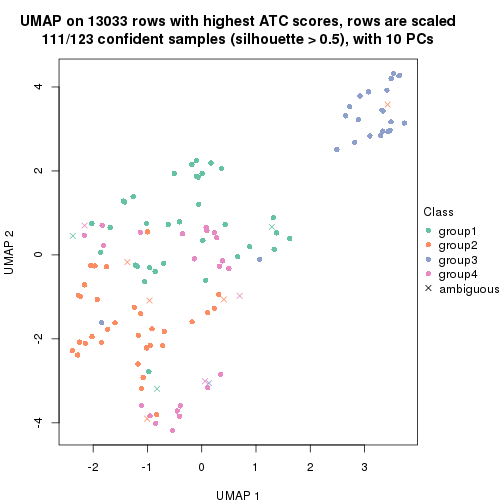 UMAP on 13033 rows with highest ATC scores, rows are scaled
111/123 confident samples (silhouette > 0.5), with 10 PCs
4
2
0
-2
-4
UMAP 2
-2
-1
0
1
2
3
UMAP 1
Class
group1
group2
group3
group4
ambiguous